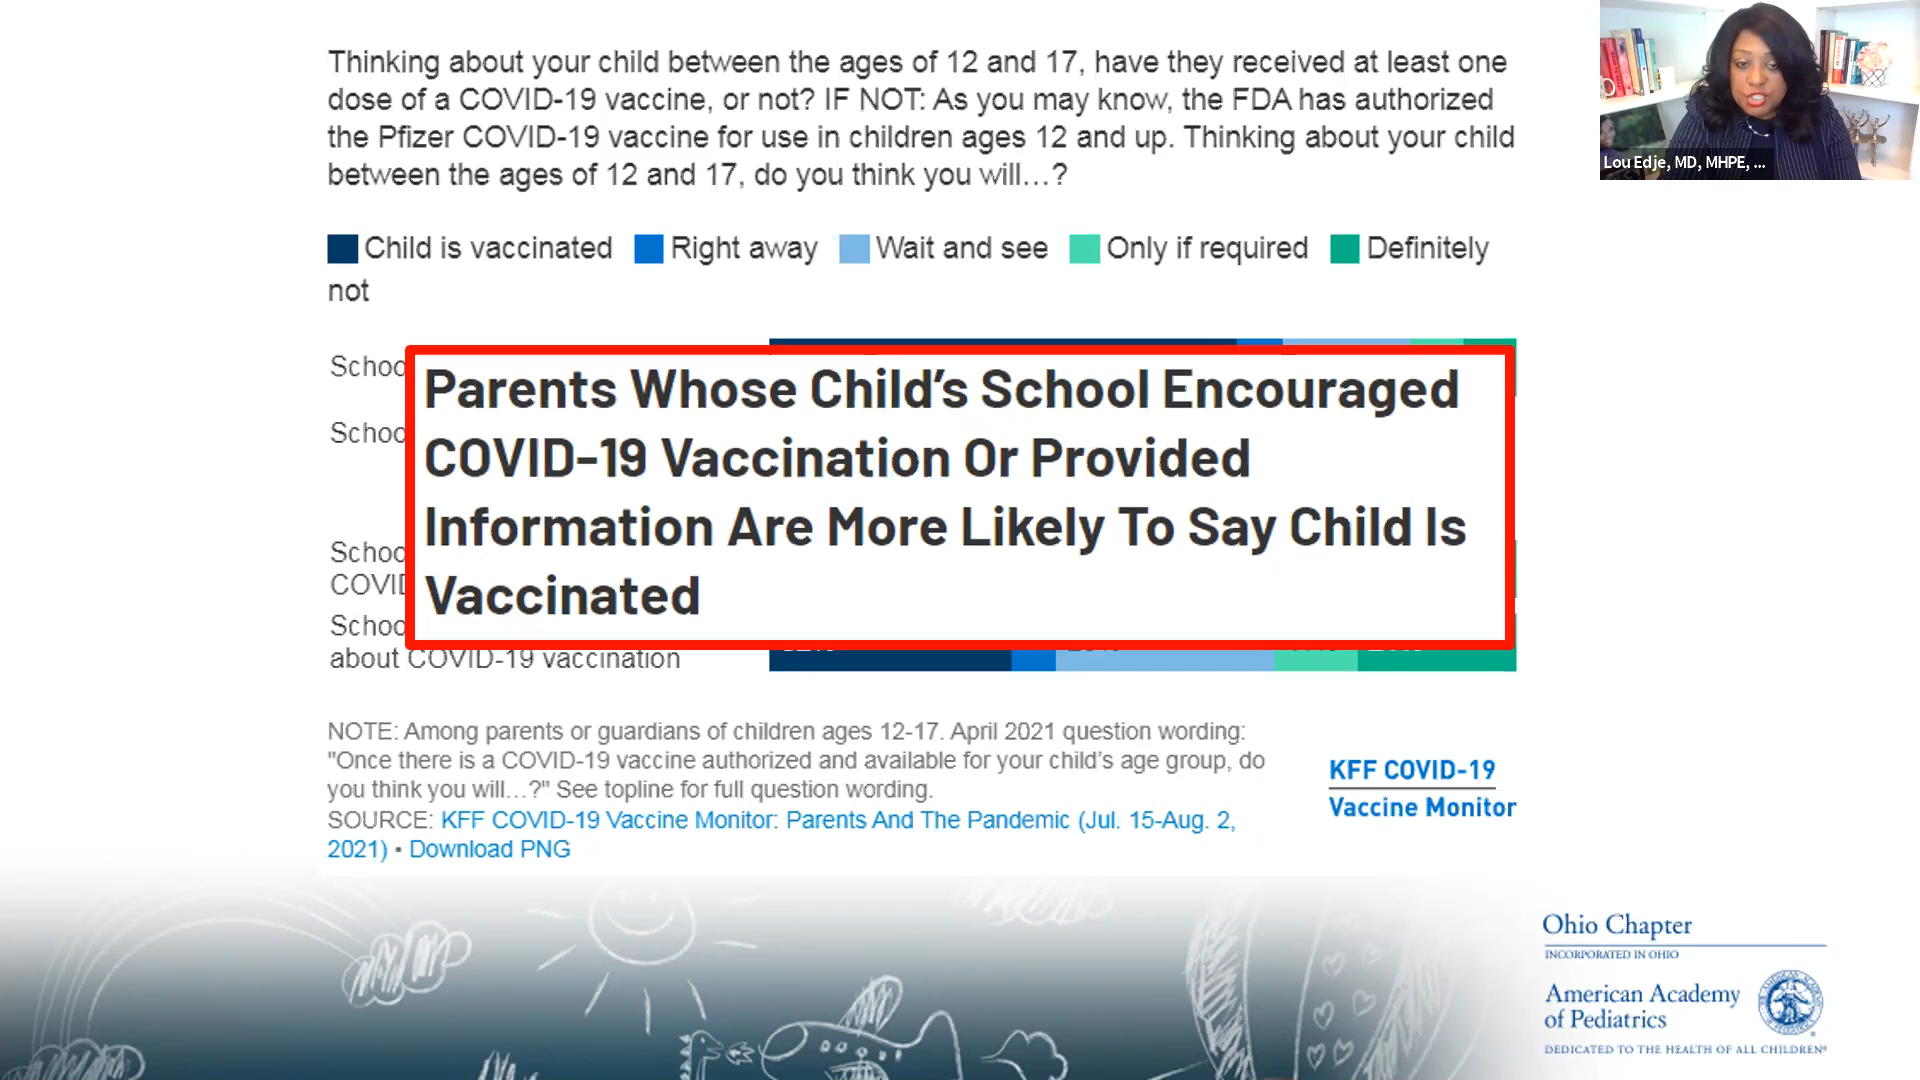 Thinking about your child between the ages of 12 and 17, have they received at least one
dose of a COVID-19 vaccine, or not? IF NOT: As you may know, the FDA has authorized
the Pfizer COVID-19 vaccine for use in children ages 12 and up. Thinking about your child
between the ages of 12 and 17, do you think you will...?
Child is vaccinated Right away Wait and see Only if required Definitely
not
Parents Whose Child's School Encouraged
COVID-19 Vaccination Or Provided
Information Are More Likely To Say Child Is
Vaccinated
about COVID-19 vaccination
NOTE: Among parents or guardians of children ages 12-17. April 2021 question wording:
"Once there is a COVID-19 vaccine authorized and available for your child's age group, do
you think you will...?" See topline for full question wording.
SOURCE: KFF COVID-19 Vaccine Monitor: Parents And The Pandemic (Jul. 15-Aug. 2,
2021) • Download PNG
KFF COVID-19
Vaccine Monitor
Lou Edje, MD, MHPE, ...
Ohio Chapter
INCORPORATED IN OHIO
American Academy
of Pediatrics
DEDICATED TO THE HEALTH OF ALL CHILDREN®